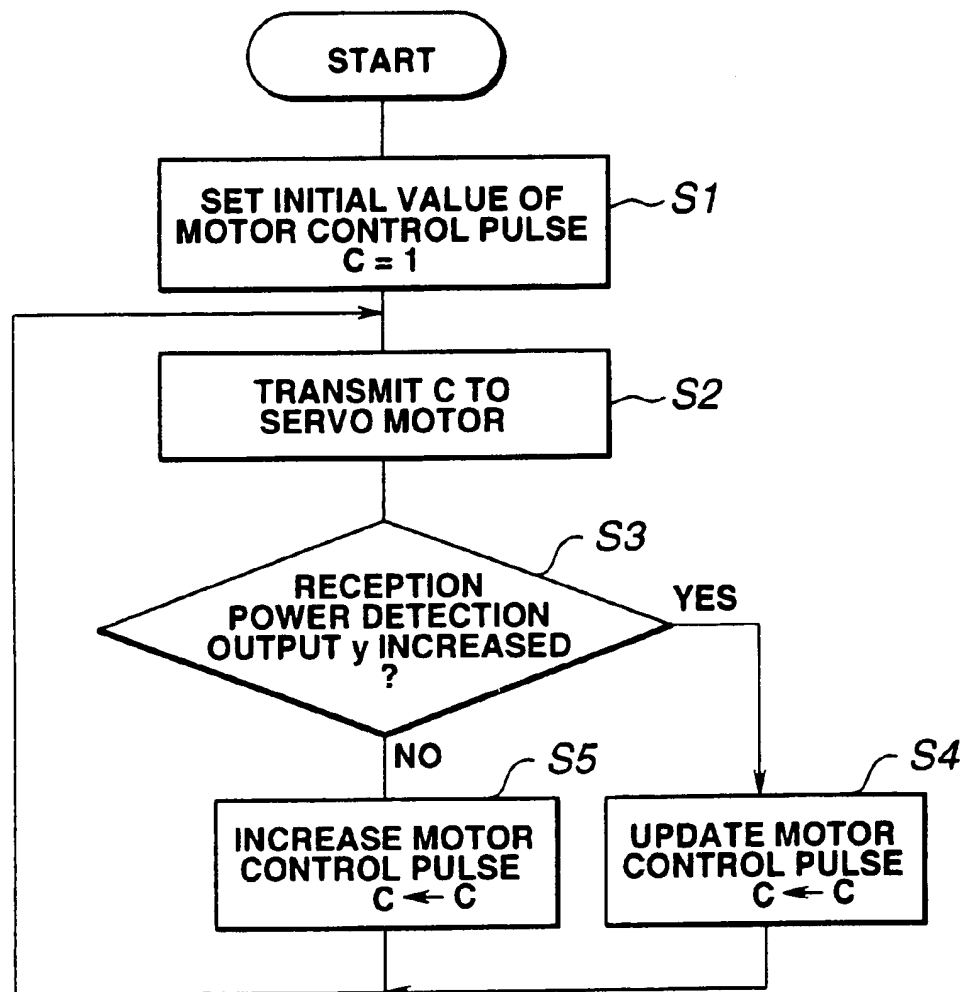 START
SET INITIAL VALUE OF
MOTOR CONTROL PULSE
C = 1
S1
TRANSMIT C TO
SERVO MOTOR
S2
RECEPTION
POWER DETECTION
OUTPUT y INCREASED
?
S3
YES
NO
INCREASE MOTOR
CONTROL PULSE
C ← C
S5
UPDATE MOTOR
CONTROL PULSE
C ← C
S4